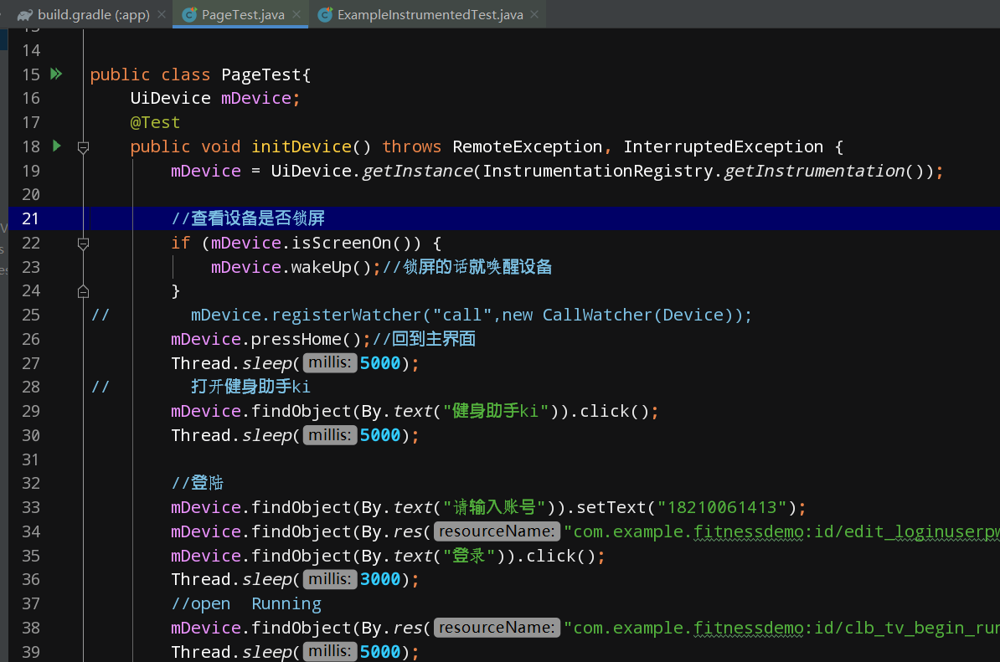 build.gradle (:app)
PageTest.java
ExampleInstrumentedTest.java
14
15 public class PageTest{
16 UiDevice mDevice;
17 @Test
18 public void initDevice() throws RemoteException, InterruptedException {
19 mDevice = UiDevice.getInstance(InstrumentationRegistry.getInstrumentation());
20
21 //查看设备是否锁屏
22 if (mDevice.isScreenOn()) {
23 mDevice.wakeUp();//锁屏的话就唤醒设备
24 }
25 // mDevice.registerWatcher("call",new CallWatcher(Device));
26 mDevice.pressHome();//回到主界面
27 Thread.sleep( millis: 5000);
28 // 打开健身助手ki
29 mDevice.findObject(By.text("健身助手ki")).click();
30 Thread.sleep( millis: 5000);
31
32 //登陆
33 mDevice.findObject(By.text("请输入账号")).setText("18210061413");
34 mDevice.findObject(By.res( resourceName: "com.example.fitnessdemo:id/edit_loginuserpw
35 mDevice.findObject(By.text("登录")).click();
36 Thread.sleep( millis: 3000);
37 //open Running
38 mDevice.findObject(By.res( resourceName: "com.example.fitnessdemo:id/clb_tv_begin_run
39 Thread.sleep( millis: 5000);